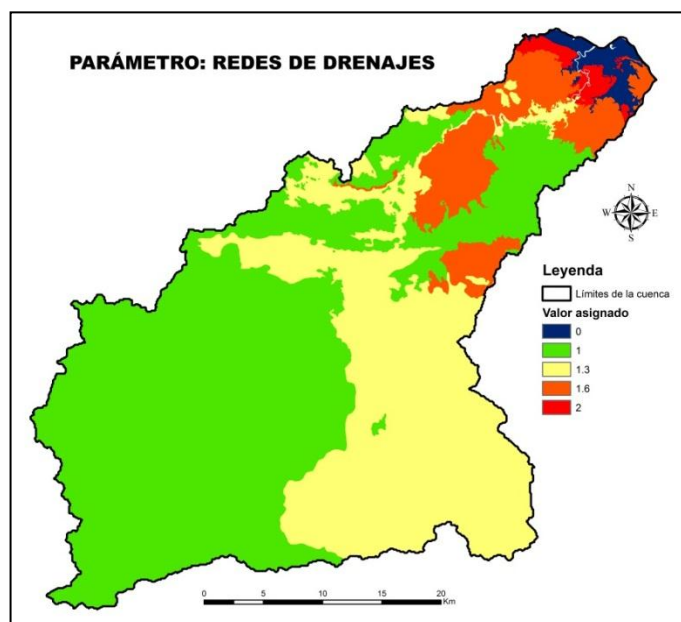 PARÁMETRO: REDES DE DRENAJES
N
W E
S
Leyenda
Límites de la cuenca
Valor asignado
0
1
1.3
1.6
2
0 5 10 15 20
Km